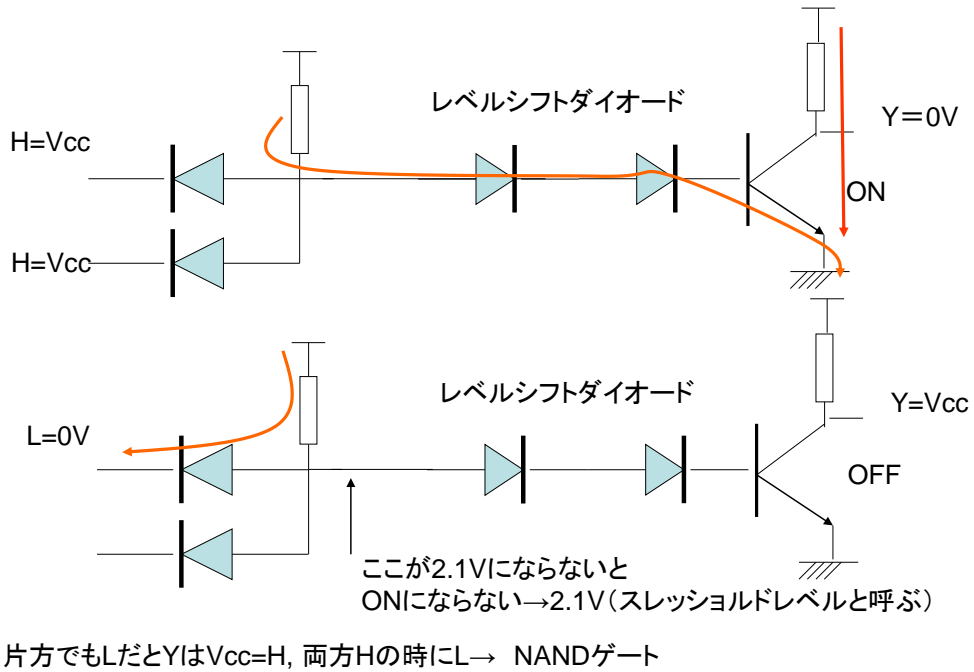 レベルシフトダイオード
Y=0V
H=Vcc
ON
H=Vcc
レベルシフトダイオード
Y=Vcc
L=0V
OFF
ここが2.1Vにならないと
ONにならない→2.1V(スレッショルドレベルと呼ぶ)
片方でもLだとYはVcc=H, 両方Hの時にL→ NANDゲート